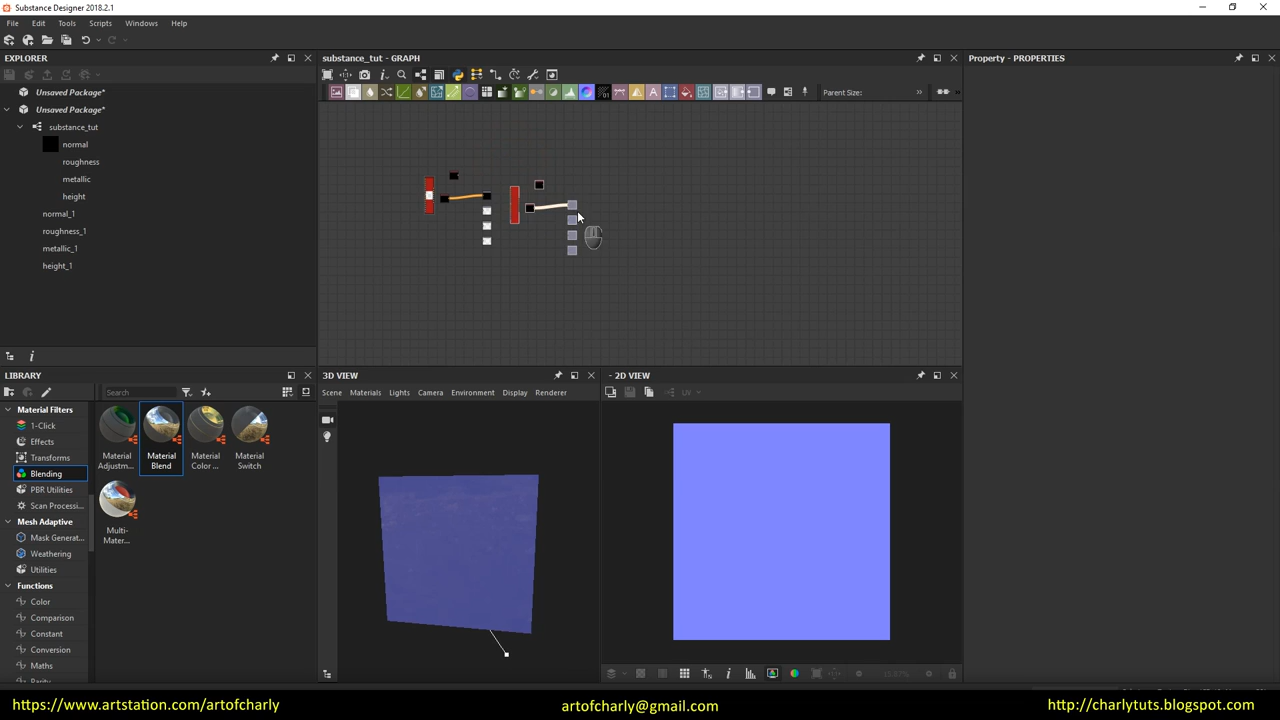 Substance Designer 2018.2.1
File Edit Tools Scripts Windows Help
EXPLORER
Unsaved Package*
Unsaved Package*
substance_tut
normal
roughness
metallic
height
normal_1
roughness_1
metallic_1
height_1
substance_tut - GRAPH
Parent Size:
Property - PROPERTIES
LIBRARY
Search
Material Filters
1-Click
Effects
Transforms
Blending
PBR Utilities
Scan Processi...
Mesh Adaptive
Mask Generat...
Weathering
Utilities
Functions
Color
Comparison
Constant
Conversion
Maths
Material Adjustm...
Material Blend
Material Color ...
Material Switch
Multi-Mater...
3D VIEW
Scene Materials Lights Camera Environment Display Renderer
- 2D VIEW
UV
https://www.artstation.com/artofcharly
artofcharly@gmail.com
http://charlytuts.blogspot.com